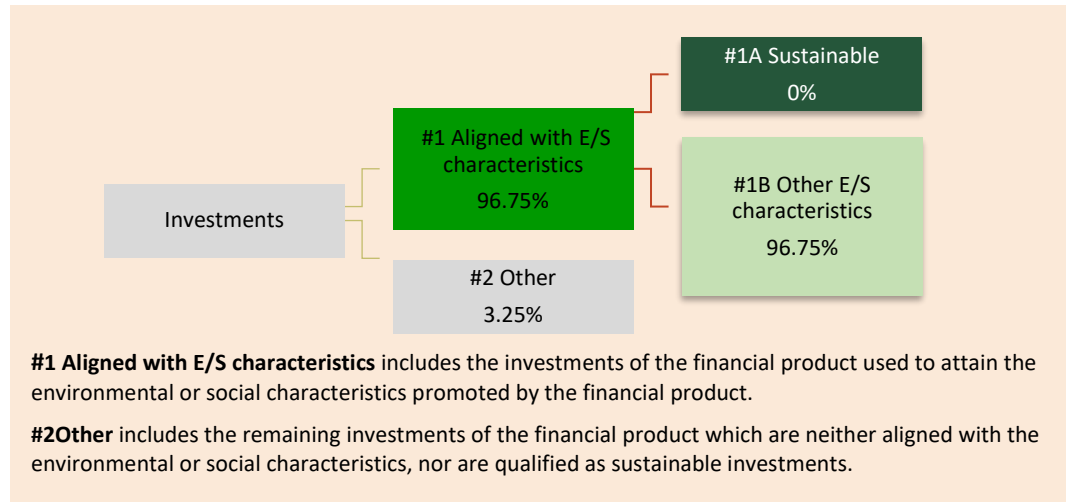 #1A Sustainable
0%
#1 Aligned with E/S
characteristics
96.75%
#1B Other E/S
characteristics
96.75%
Investments
#2 Other
3.25%
#1 Aligned with E/S characteristics includes the investments of the financial product used to attain the
environmental or social characteristics promoted by the financial product.
#2Other includes the remaining investments of the financial product which are neither aligned with the
environmental or social characteristics, nor are qualified as sustainable investments.